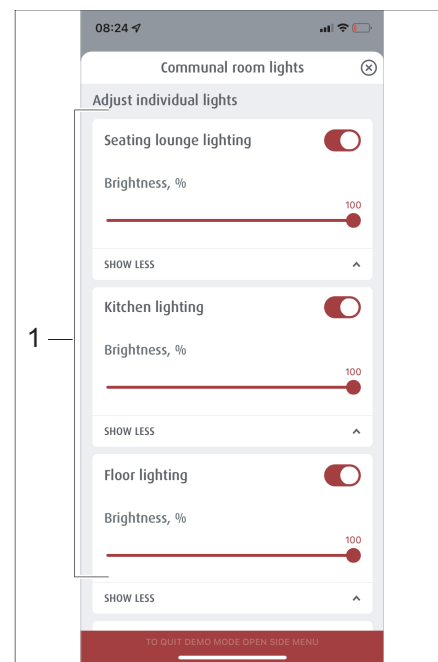 08:24
Communal room lights
Adjust individual lights
Seating lounge lighting
Brightness, %
100
SHOW LESS
Kitchen lighting
Brightness, %
100
SHOW LESS
Floor lighting
Brightness, %
100
SHOW LESS
TO QUIT DEMO MODE OPEN SIDE MENU
1